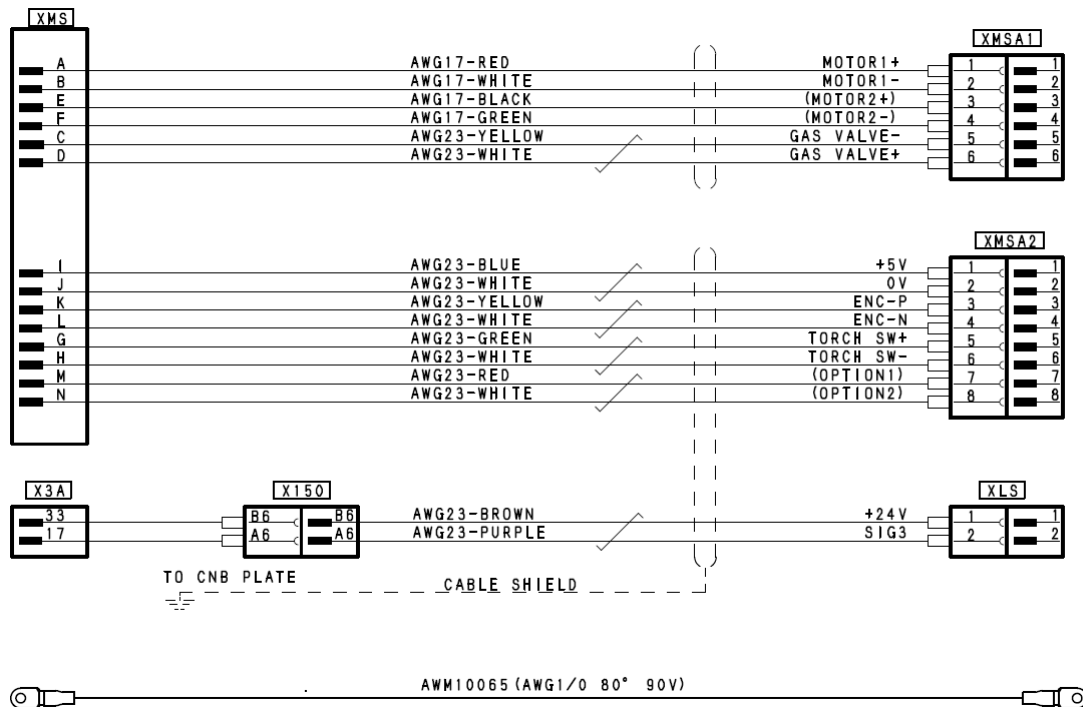 XMS
XMSA1
A AWG17-RED MOTOR1+ 1 1
B AWG17-WHITE MOTOR1- 2 2
E AWG17-BLACK (MOTOR2+) 3 3
F AWG17-GREEN (MOTOR2-) 4 4
C AWG23-YELLOW GAS VALVE- 5 5
D AWG23-WHITE GAS VALVE+ 6 6
XMSA2
I AWG23-BLUE +5V 1 1
J AWG23-WHITE 0V 2 2
K AWG23-YELLOW ENC-P 3 3
L AWG23-WHITE ENC-N 4 4
G AWG23-GREEN TORCH SW+ 5 5
H AWG23-WHITE TORCH SW- 6 6
M AWG23-RED (OPTION1) 7 7
N AWG23-WHITE (OPTION2) 8 8
X3A X150 XLS
33 B6 B6 AWG23-BROWN +24V 1 1
17 A6 A6 AWG23-PURPLE SIG3 2 2
TO CNB PLATE CABLE SHIELD
AWM10065(AWG1/0 80° 90V)